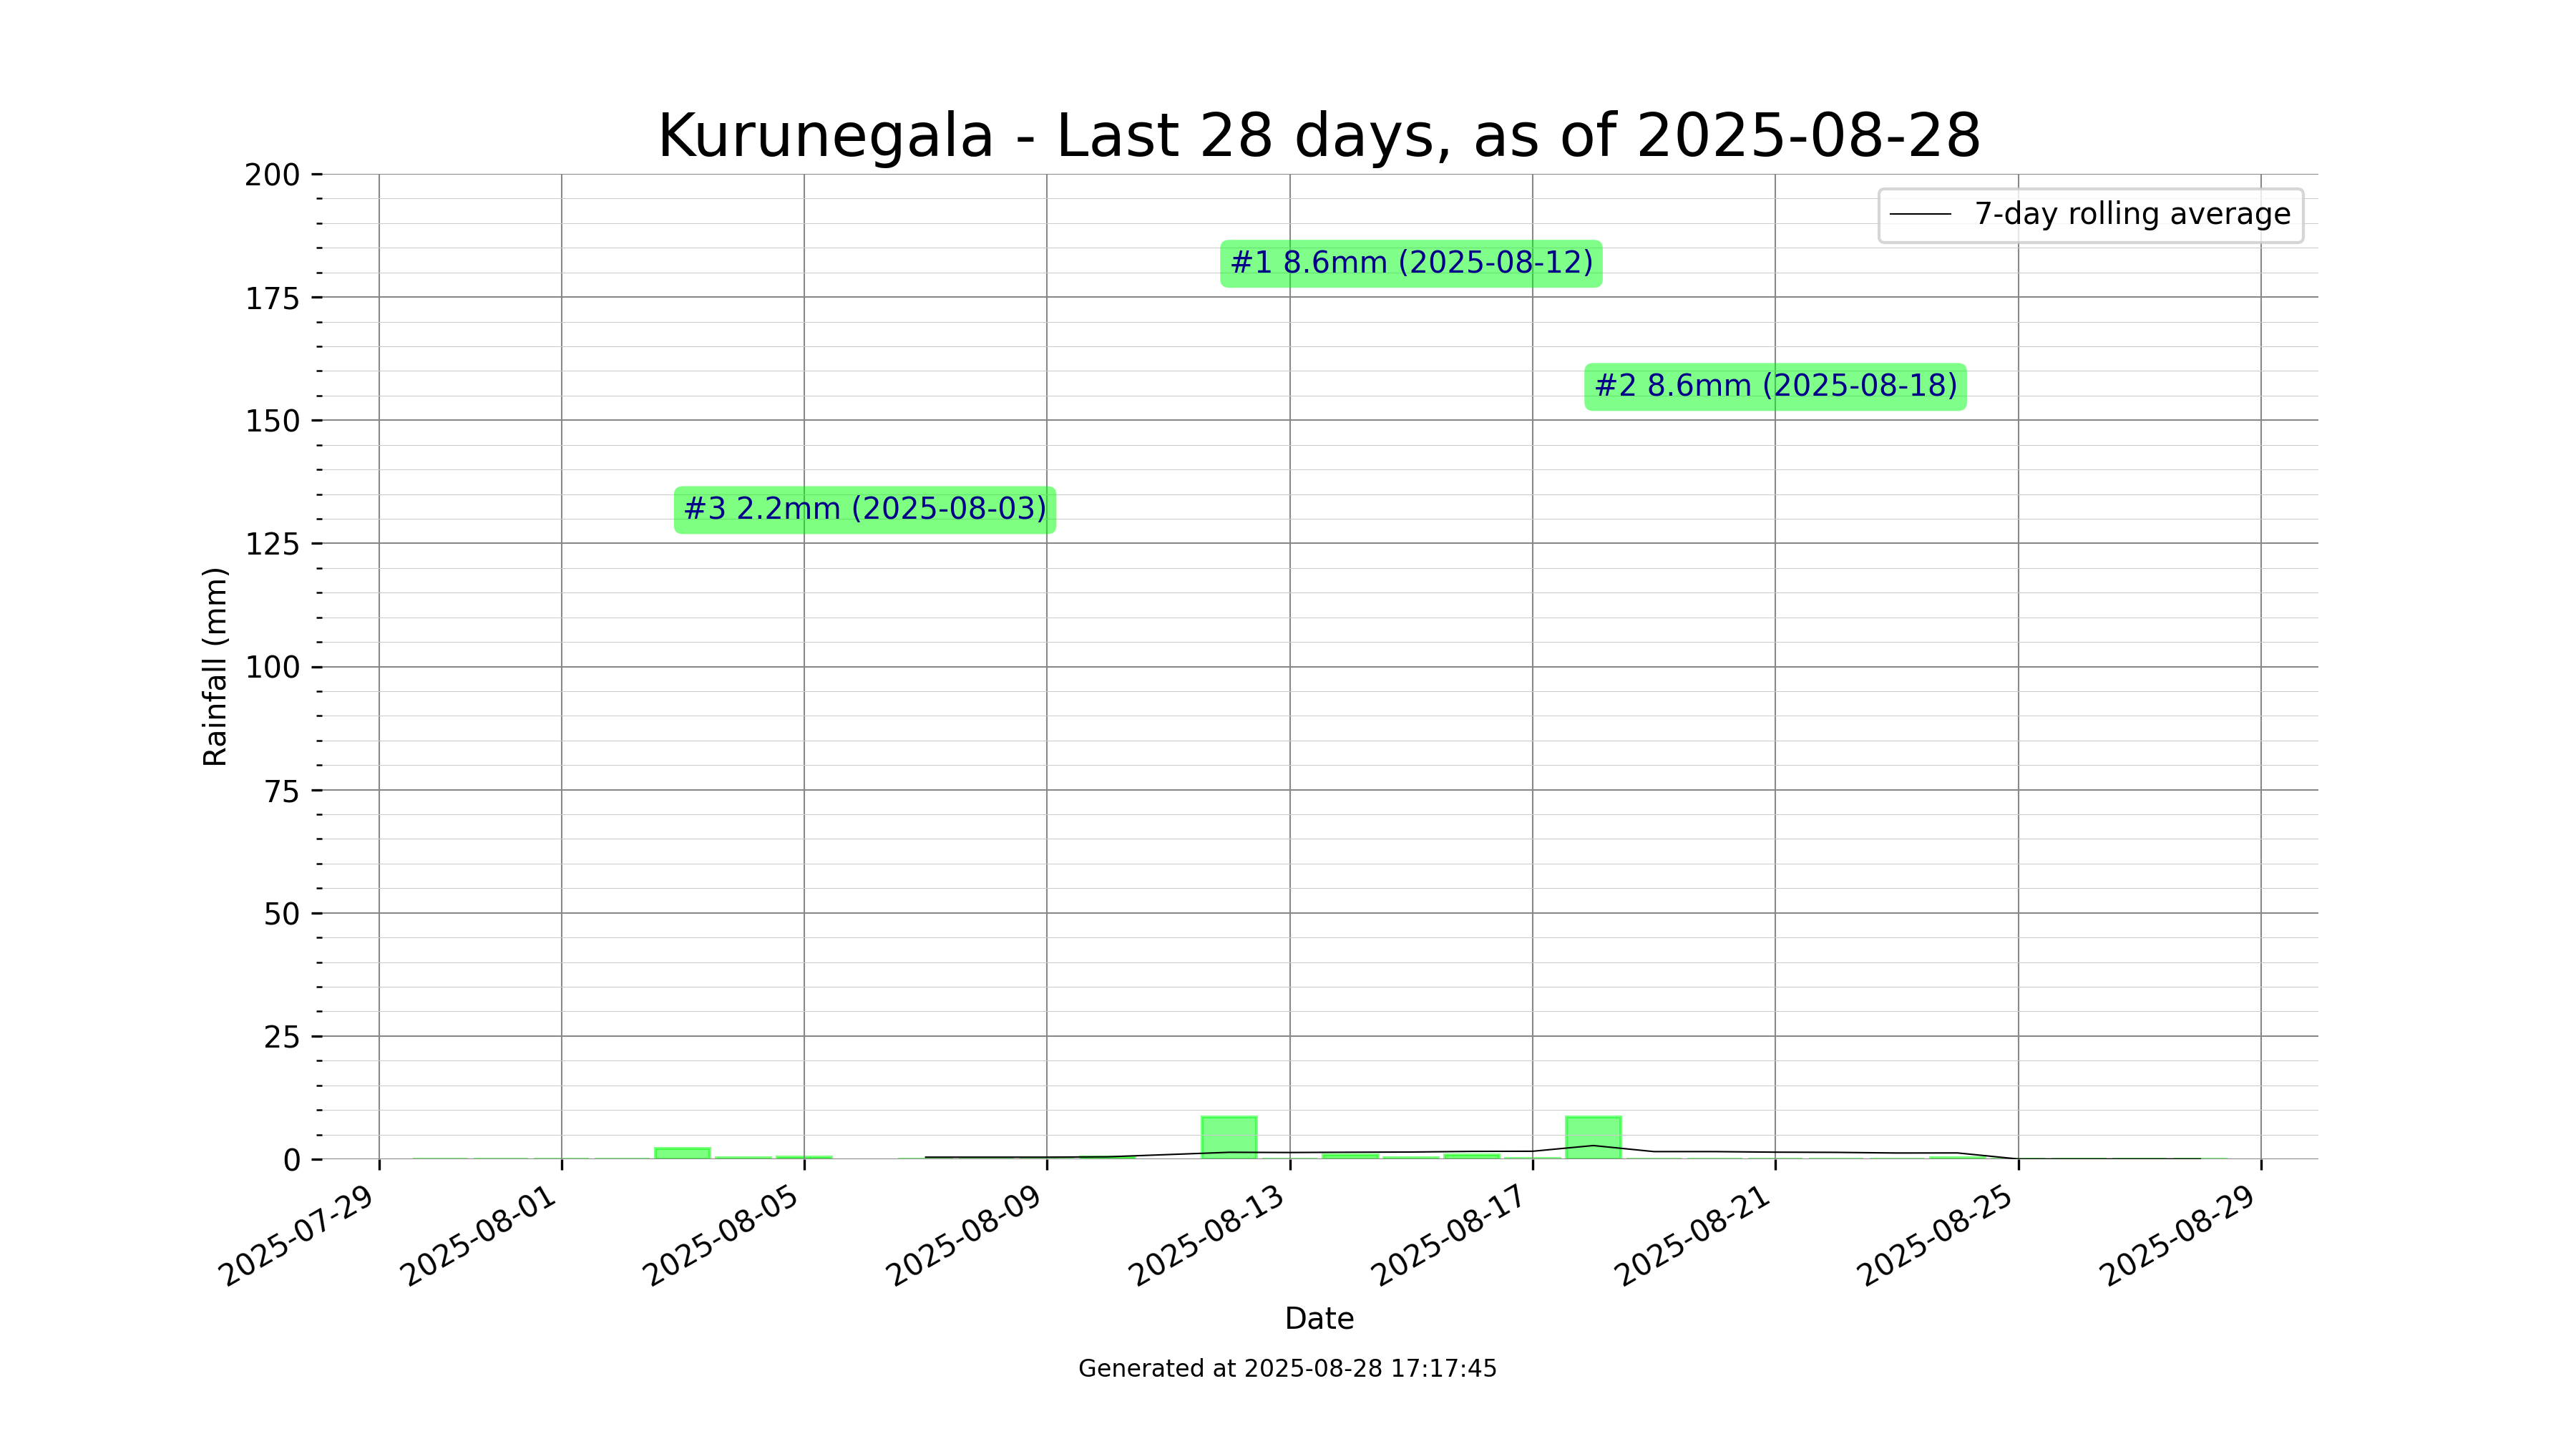 Kurunegala - Last 28 days, as of 2025-08-28
7-day rolling average
#1 8.6mm (2025-08-12)
#2 8.6mm (2025-08-18)
#3 2.2mm (2025-08-03)
Rainfall (mm)
200
175
150
125
100
75
50
25
0
2025-07-29
2025-08-01
2025-08-05
2025-08-09
2025-08-13
2025-08-17
2025-08-21
2025-08-25
2025-08-29
Date
Generated at 2025-08-28 17:17:45